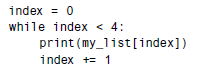 index = 0
while index < 4:
    print(my_list[index])
    index += 1